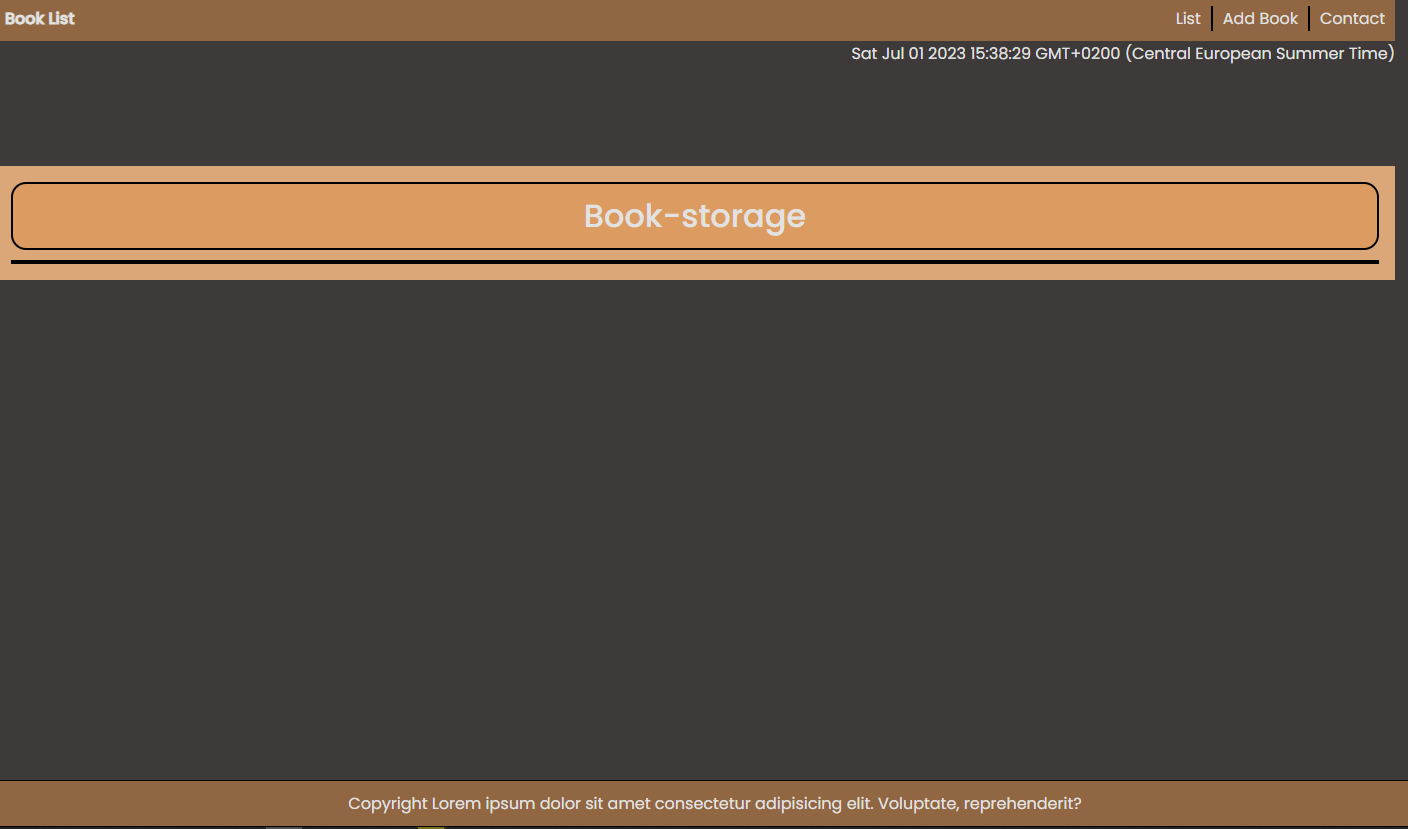 Book List
List
Add Book
Contact
Sat Jul 01 2023 15:38:29 GMT+0200 (Central European Summer Time)
Book-storage
Copyright Lorem ipsum dolor sit amet consectetur adipisicing elit. Voluptate, reprehenderit?